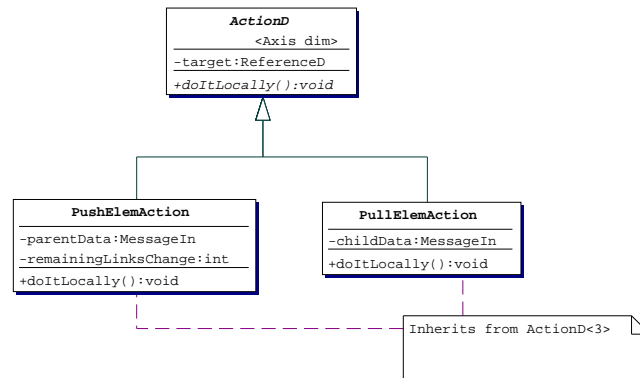 ActionD
<Axis dim>
-target:ReferenceD
+doItLocally():void
PushElemAction
-parentData:MessageIn
-remainingLinksChange:int
+doItLocally():void
PullElemAction
-childData:MessageIn
+doItLocally():void
Inherits from ActionD<3>